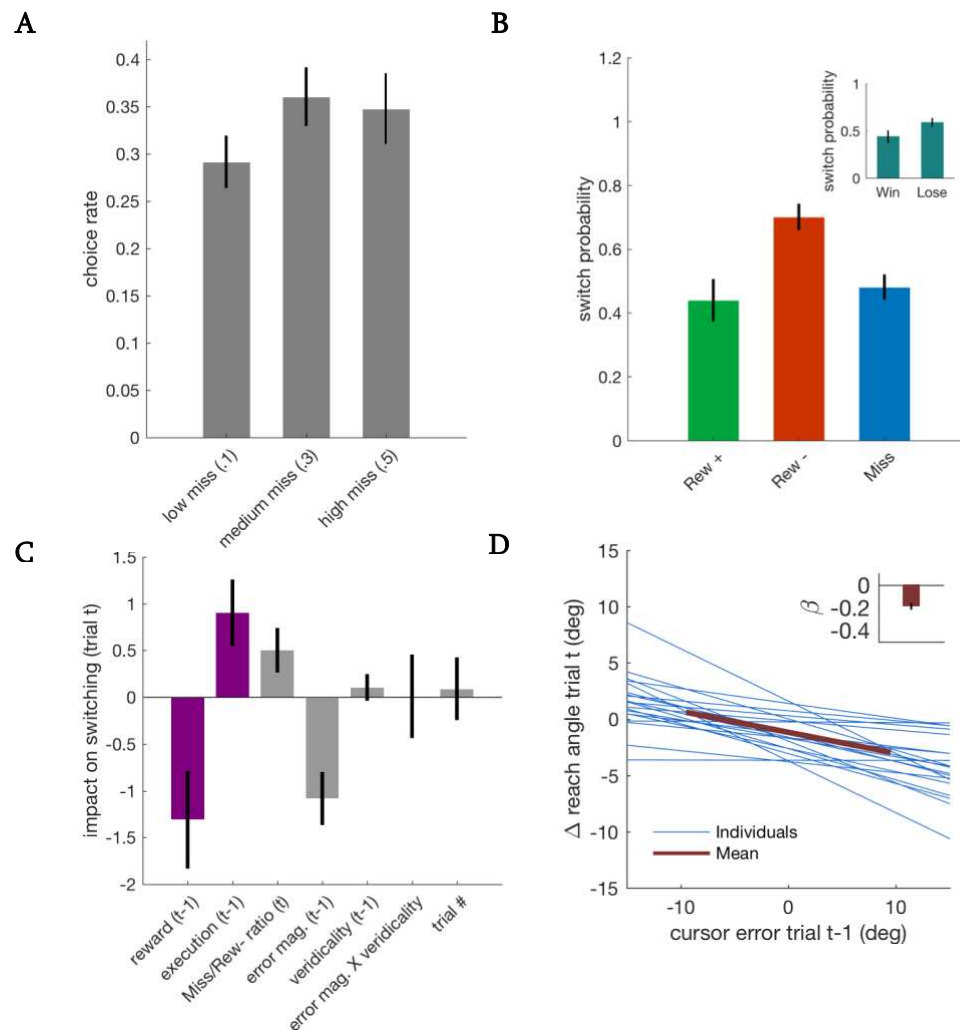 A
0.4
0.35
0.3
0.25
0.2
0.15
0.1
0.05
0
choice rate
low miss (.1)
medium miss (.3)
high miss (.5)
B
1.2
1
0.8
0.6
0.4
0.2
0
switch probability
Rew +
Rew -
Miss
1
0.5
0
switch probability
Win
Lose
C
1.5
1
0.5
0
-0.5
-1
-1.5
-2
impact on switching (trial t)
reward (t-1)
execution (t-1)
Miss/Rew- ratio (t)
error mag. (t-1)
veridicality (t-1)
error mag. X veridicality
trial #
D
15
10
5
0
-5
-10
-15
Δ reach angle trial t (deg)
Individuals
Mean
-10
0
10
cursor error trial t-1 (deg)
0
-0.2
-0.4
β